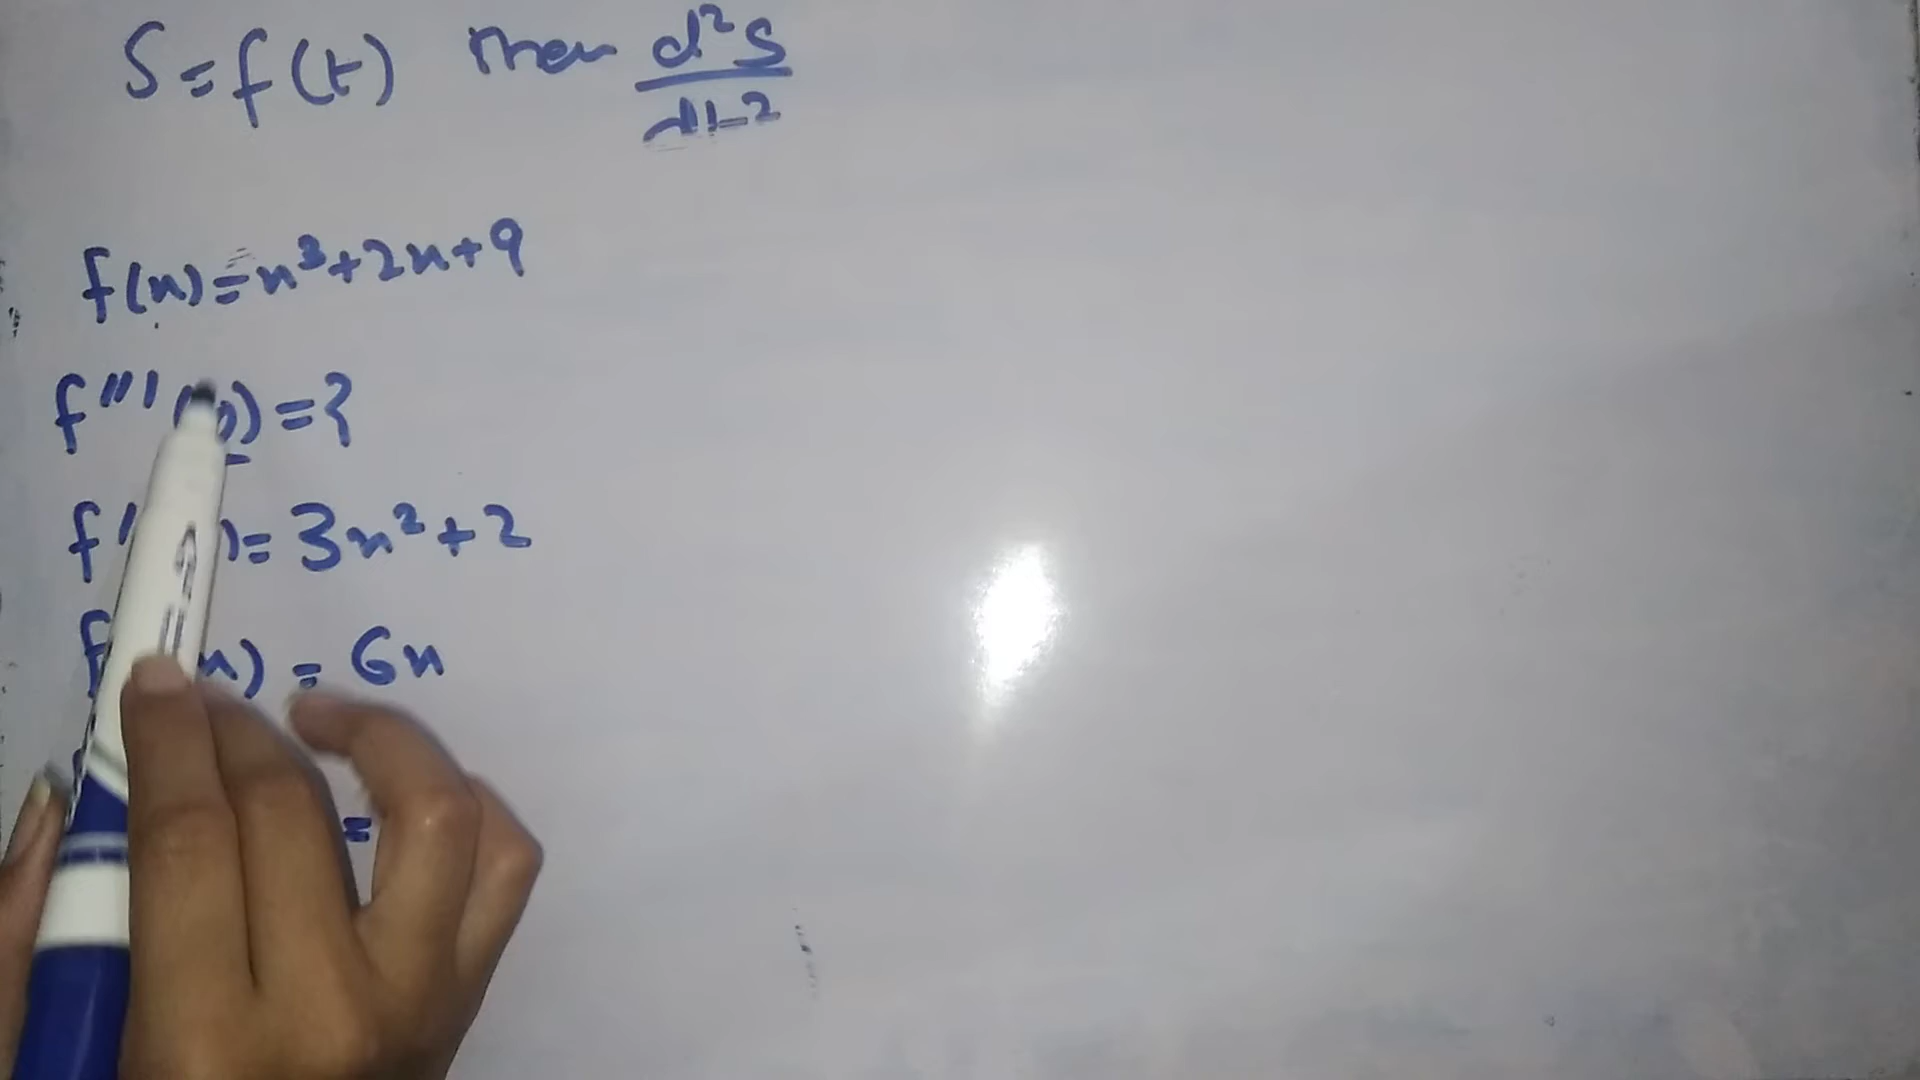 S = f(t) then d²s/dt²
f(x) = x³ + 2x + 9
f''' ( ) = ?
f' ) = 3x² + 2
f x) = 6x
=